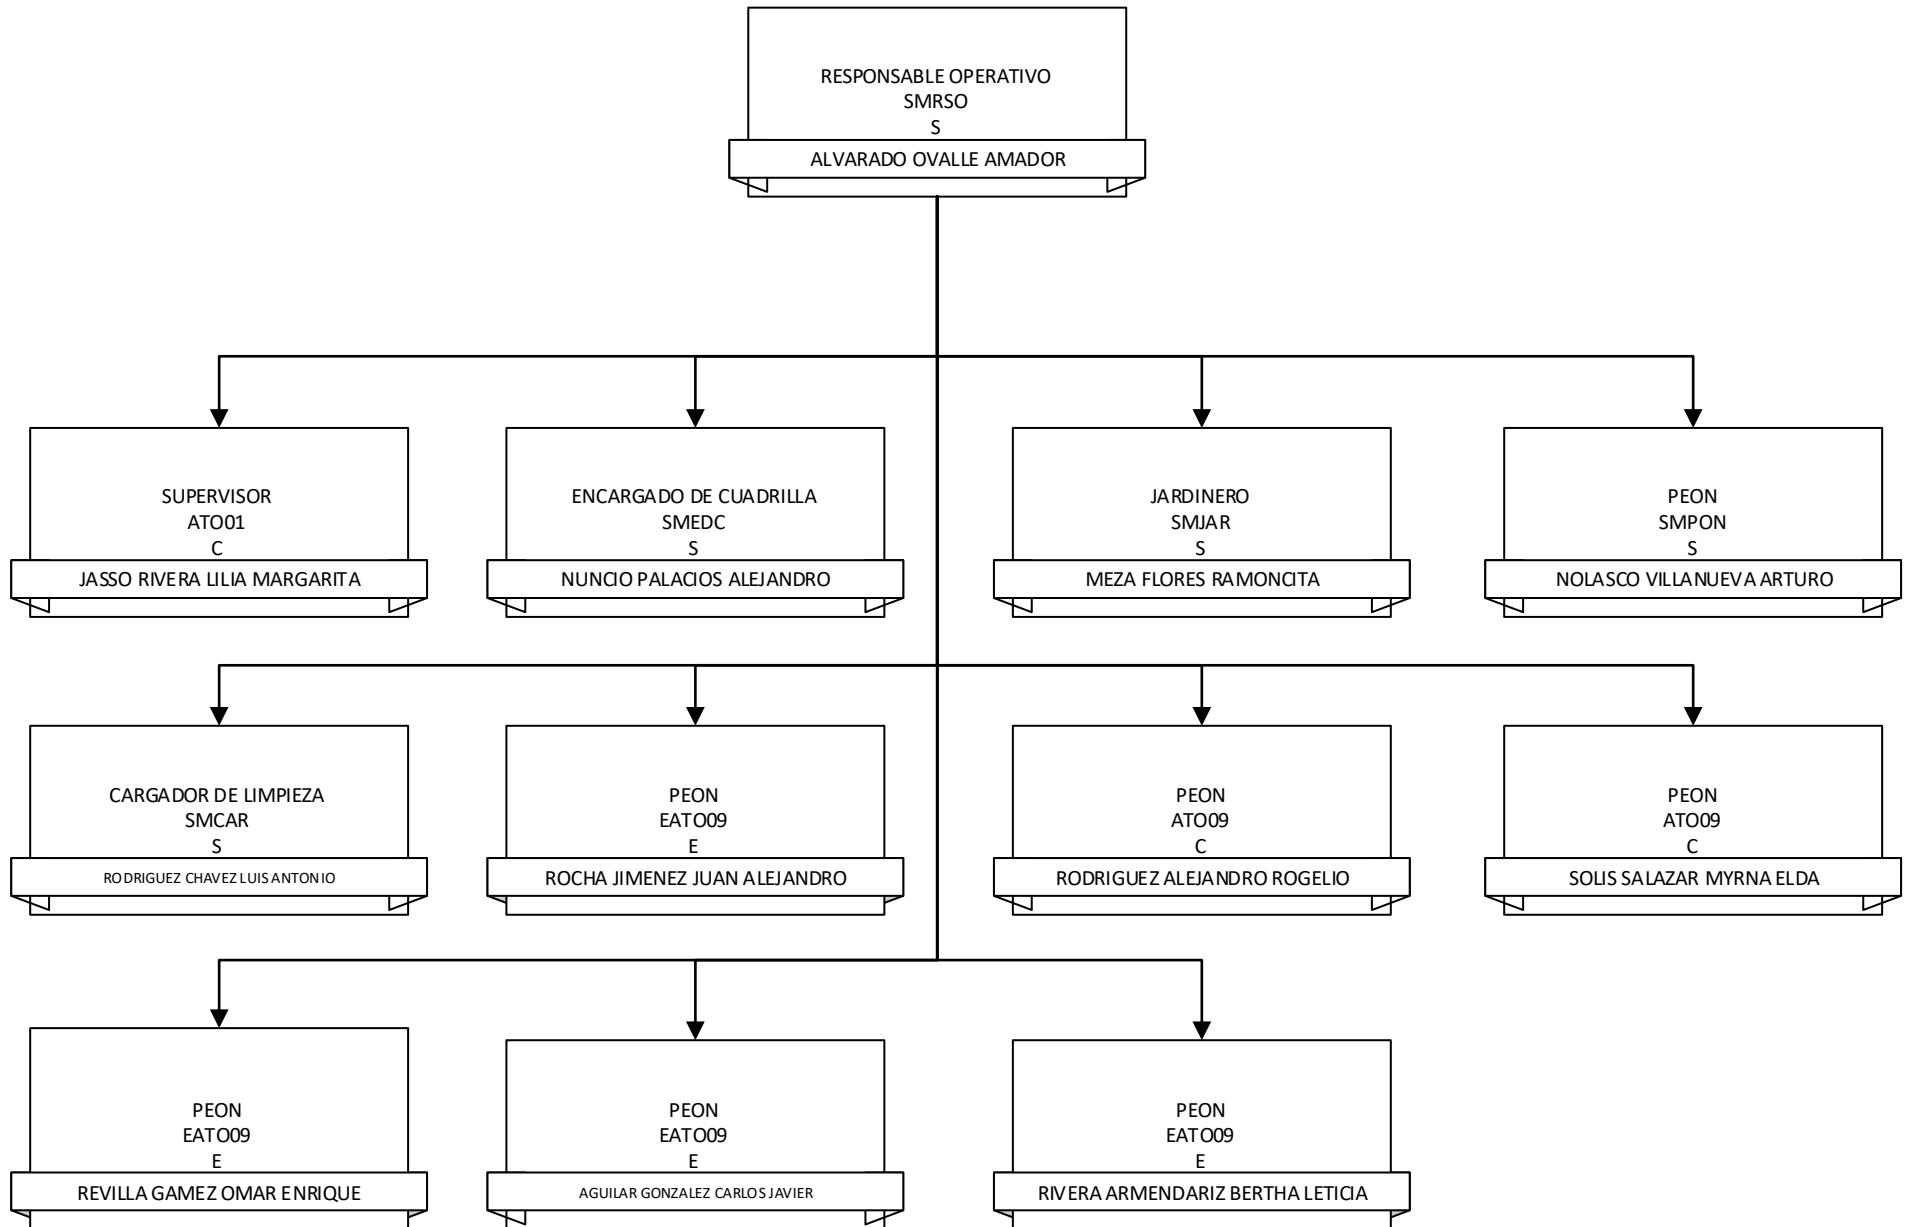 RESPONSABLE OPERATIVO
SMRSO
S
ALVARADO OVALLE AMADOR
SUPERVISOR
ATO01
C
JASSO RIVERA LILIA MARGARITA
ENCARGADO DE CUADRILLA
SMEDC
S
NUNCIO PALACIOS ALEJANDRO
JARDINERO
SMJAR
S
MEZA FLORES RAMONCITA
PEON
SMPON
S
NOLASCO VILLANUEVA ARTURO
CARGADOR DE LIMPIEZA
SMCAR
S
RODRIGUEZ CHAVEZ LUIS ANTONIO
PEON
EATO09
E
ROCHA JIMENEZ JUAN ALEJANDRO
PEON
ATO09
C
RODRIGUEZ ALEJANDRO ROGELIO
PEON
ATO09
C
SOLIS SALAZAR MYRNA ELDA
PEON
EATO09
E
REVILLA GAMEZ OMAR ENRIQUE
PEON
EATO09
E
AGUILAR GONZALEZ CARLOS JAVIER
PEON
EATO09
E
RIVERA ARMENDARIZ BERTHA LETICIA